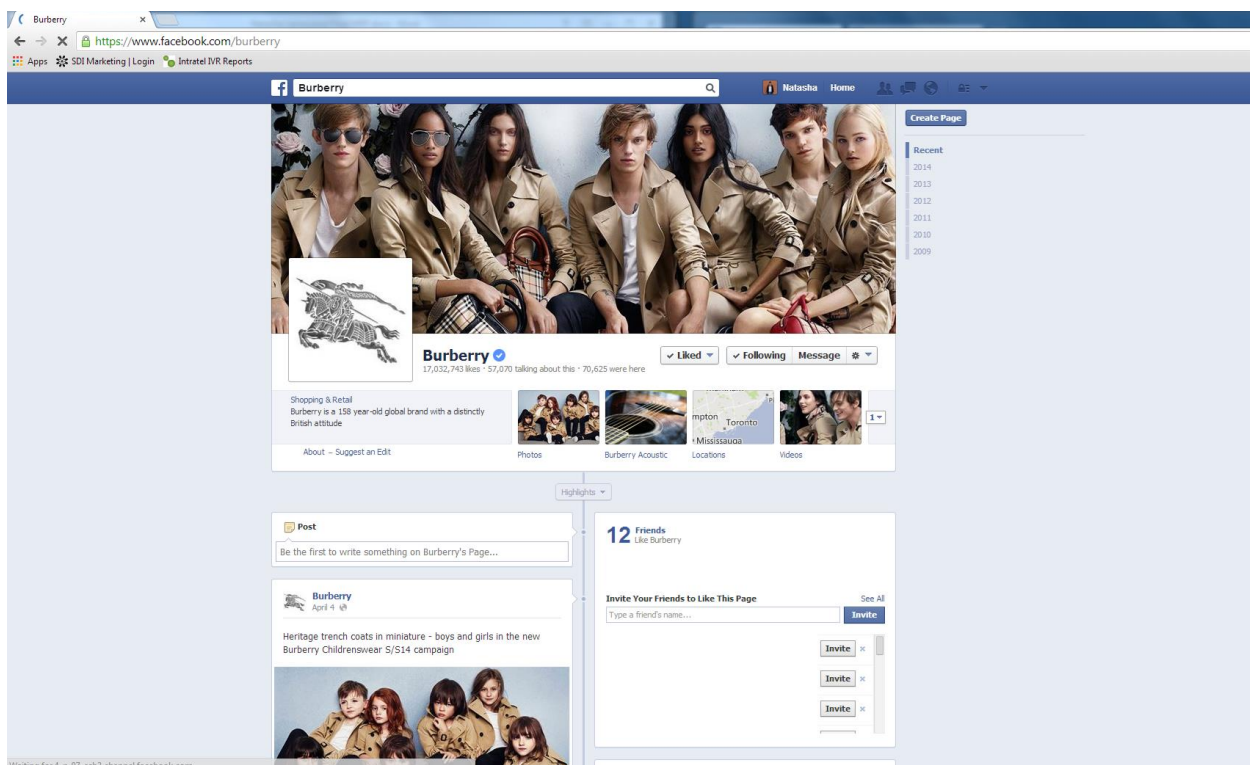 Burberry
https://www.facebook.com/burberry
Apps SDI Marketing | Login Intratel IVR Reports
Burberry
Natasha Home
Create Page
Recent
2014
2013
2012
2011
2010
2009
Burberry
17,032,743 likes · 57,070 talking about this · 70,625 were here
Liked
Following Message
Shopping & Retail
Burberry is a 158 year-old global brand with a distinctly
British attitude
About – Suggest an Edit
mpton
Toronto
Mississauga
Photos
Burberry Acoustic
Locations
Videos
1
Highlights
Post
Be the first to write something on Burberry's Page...
Burberry
April 4
Heritage trench coats in miniature - boys and girls in the new
Burberry Childrenswear S/S14 campaign
12 Friends
Like Burberry
Invite Your Friends to Like This Page See All
Type a friend's name... Invite
Invite
Invite
Invite